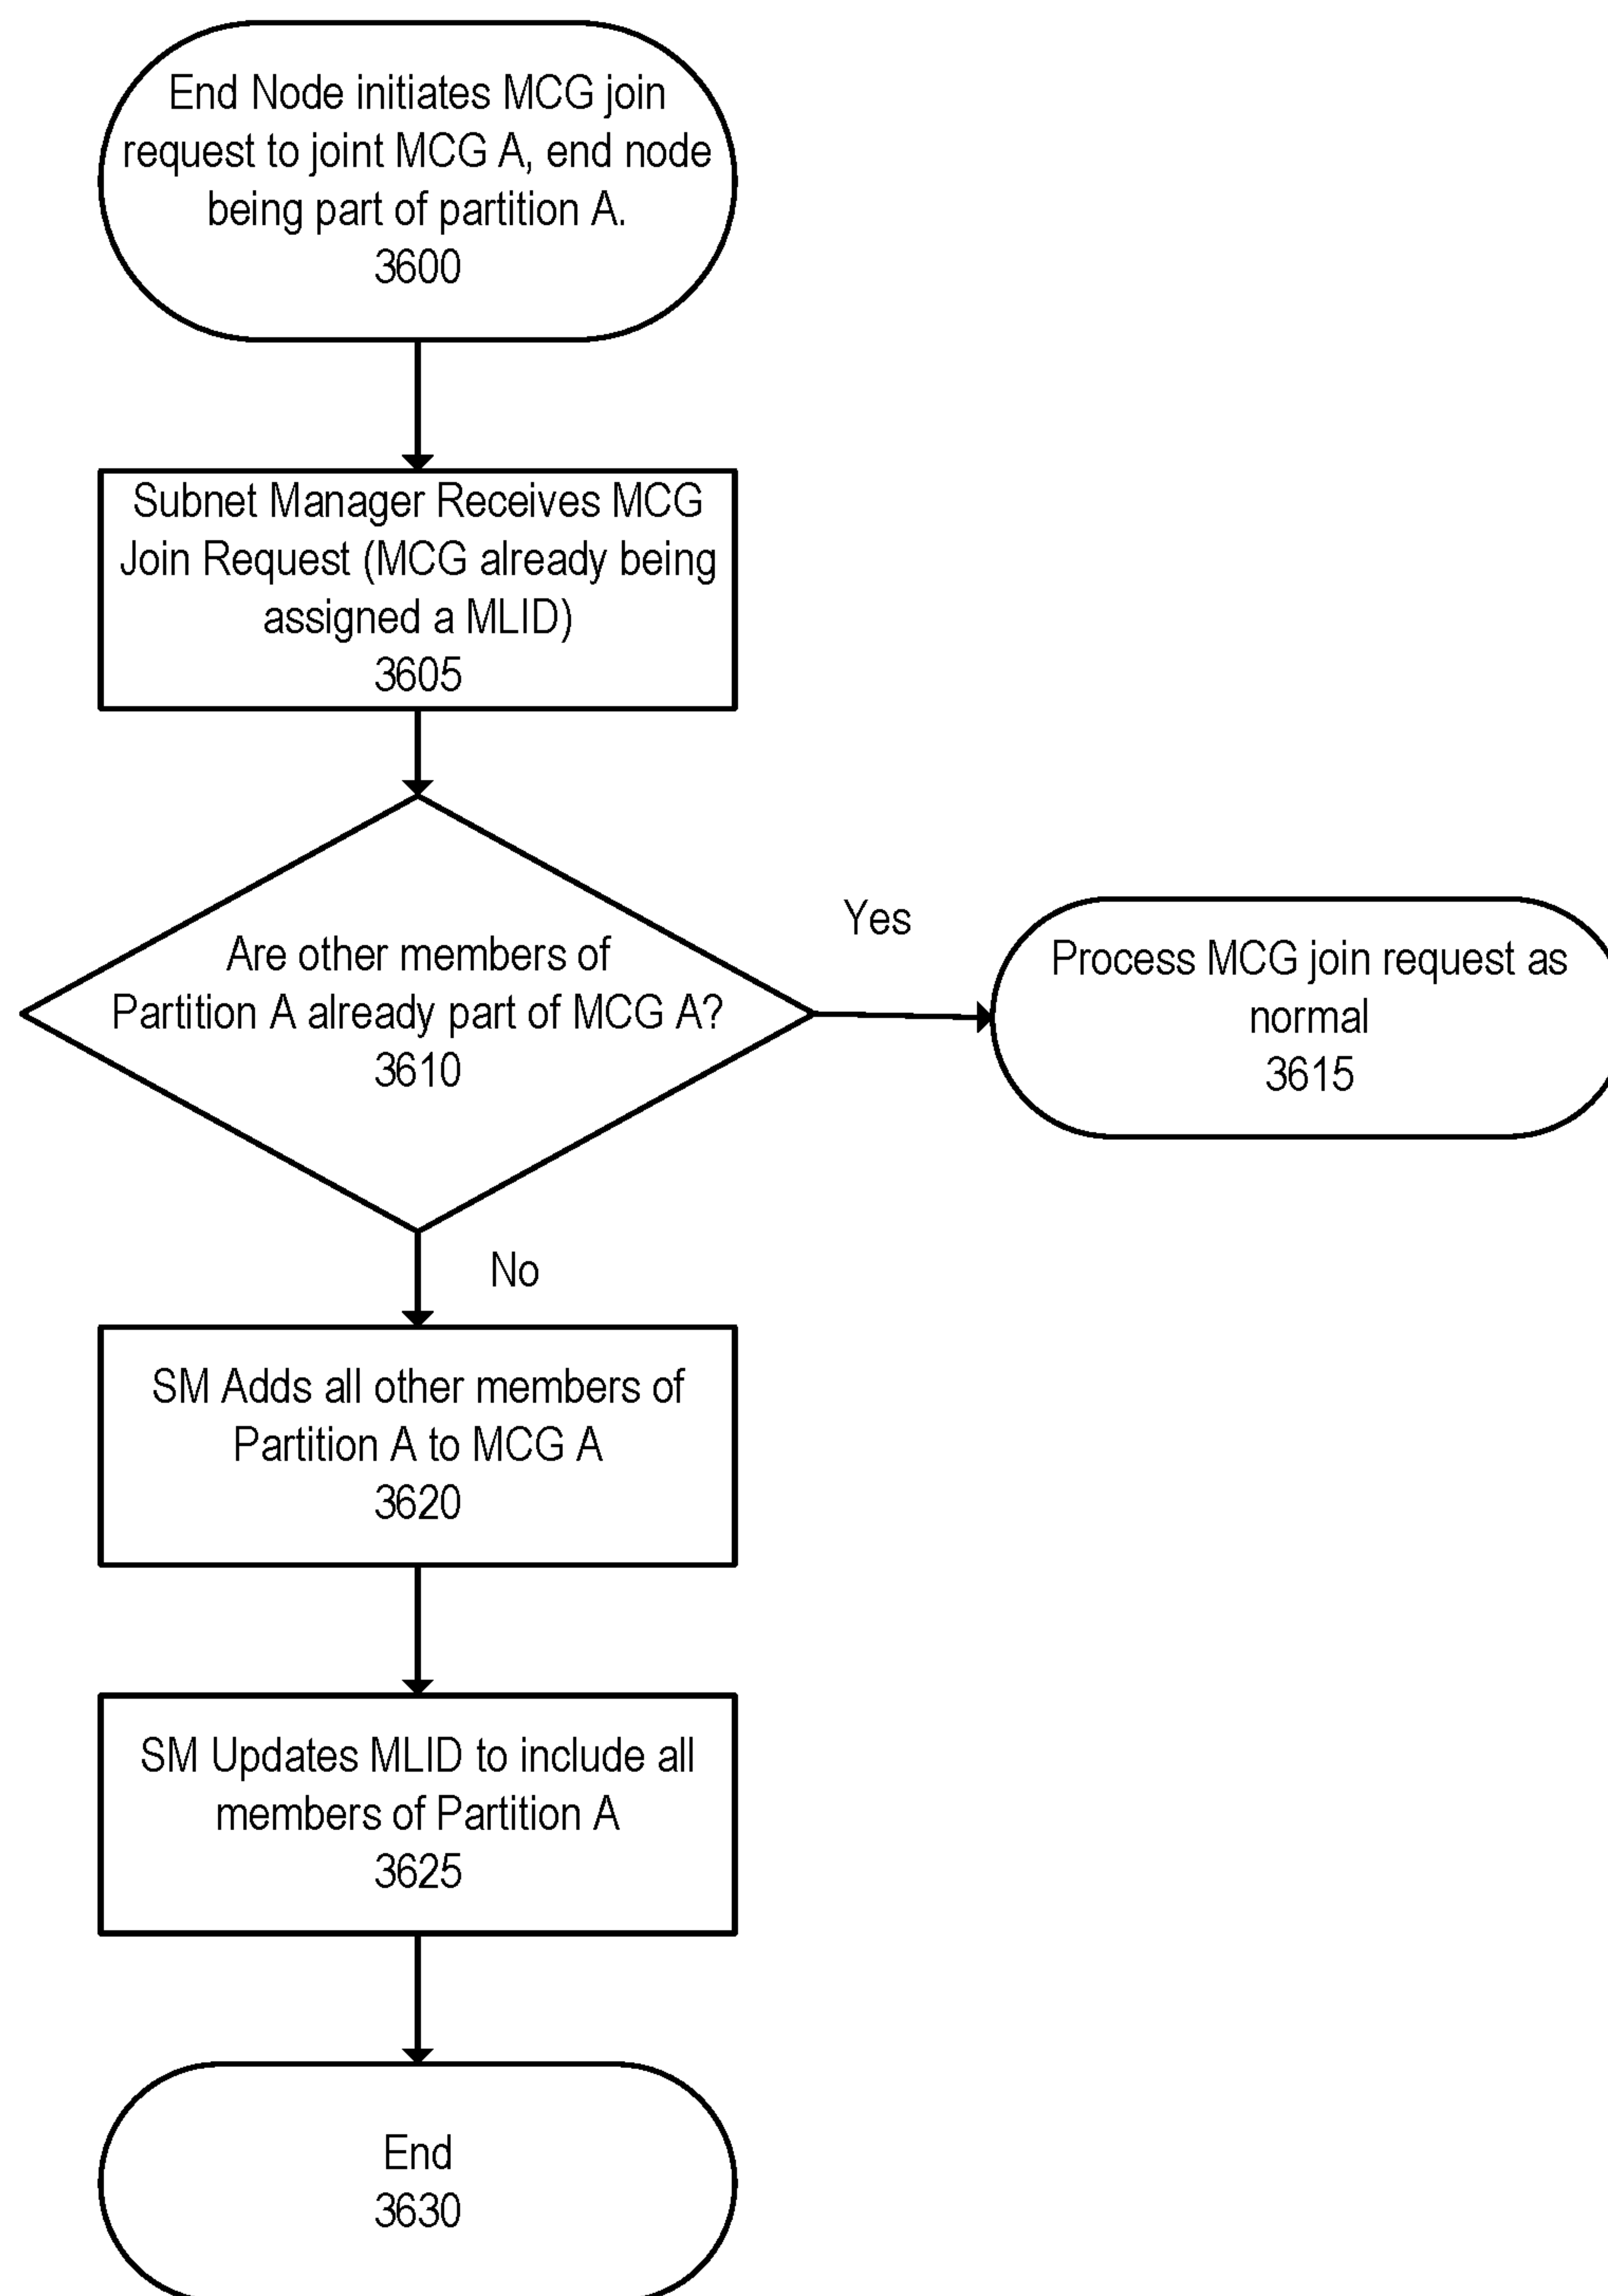 End Node initiates MCG join
request to joint MCG A, end node
being part of partition A.
3600
Subnet Manager Receives MCG
Join Request (MCG already being
assigned a MLID)
3605
Are other members of
Partition A already part of MCG A?
3610
Yes
Process MCG join request as
normal
3615
No
SM Adds all other members of
Partition A to MCG A
3620
SM Updates MLID to include all
members of Partition A
3625
End
3630